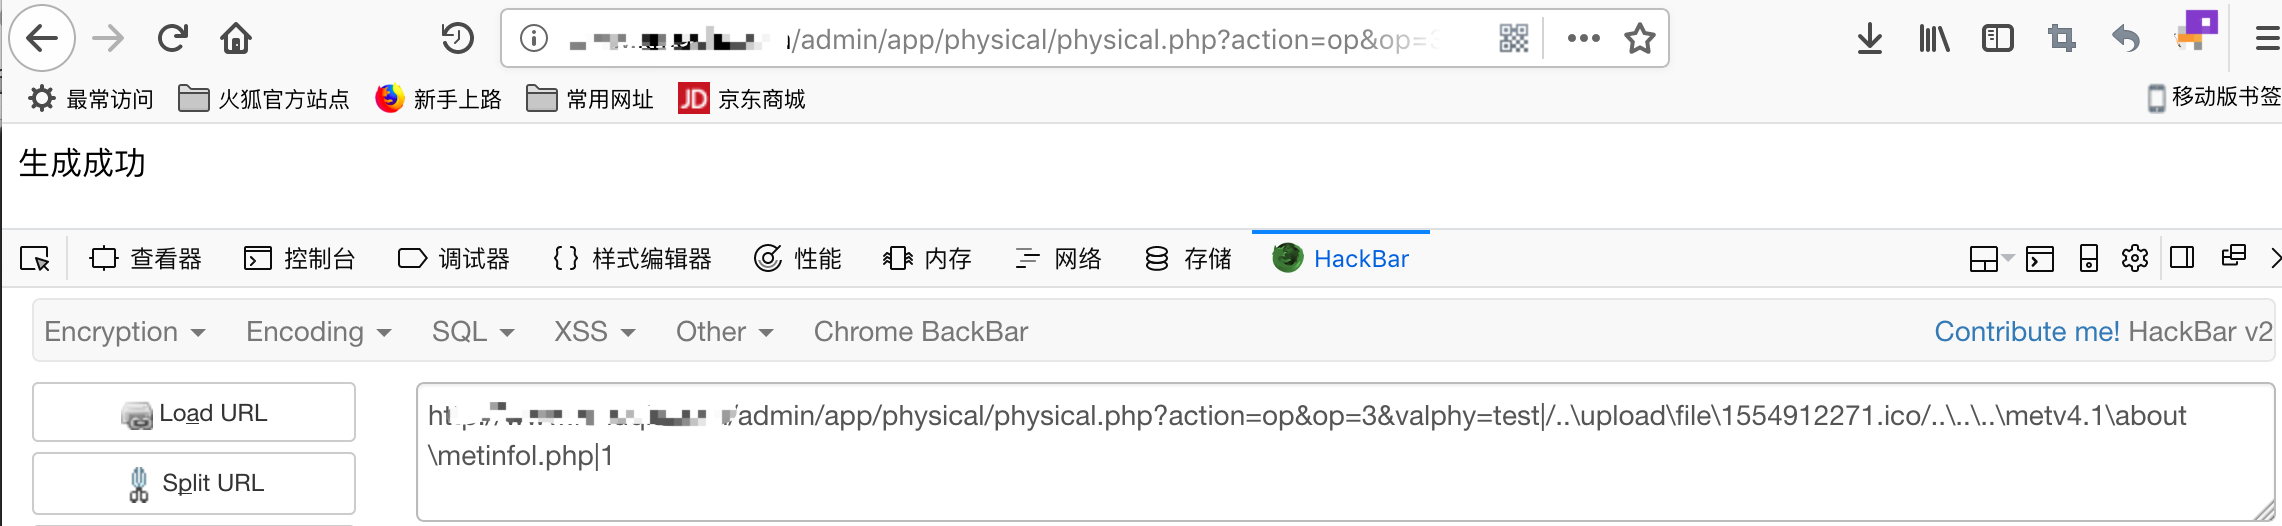 /admin/app/physical/physical.php?action=op&op=3
最常访问 火狐官方站点 新手上路 常用网址 JD 京东商城 移动版书签
生成成功
查看器 控制台 调试器 {} 样式编辑器 性能 内存 网络 存储 HackBar
Encryption Encoding SQL XSS Other Chrome BackBar Contribute me! HackBar v2
Load URL
Split URL
/admin/app/physical/physical.php?action=op&op=3&valphy=test|/..\upload\file\1554912271.ico/..\..\..\metv4.1\about
\metinfol.php|1